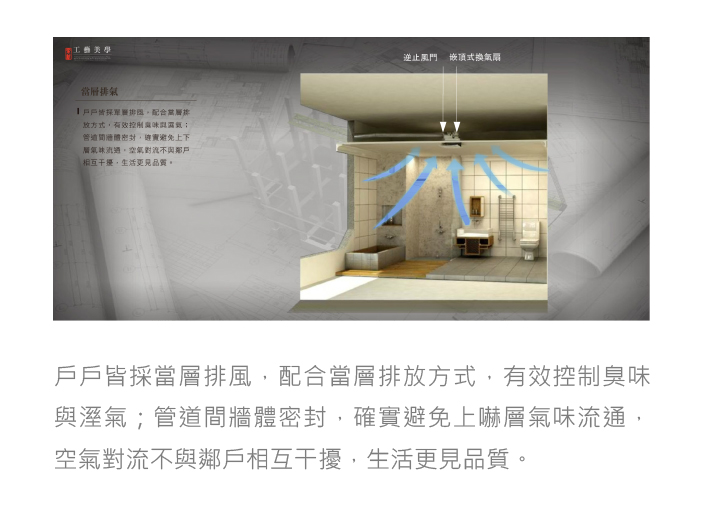 工藝美學
逆止風門 嵌頂式換氣扇
當層排氣
戶戶皆採當層排風，配合當層排
放方式，有效控制臭味與濕氣；
管道間牆體密封，確實避免上下
層氣味流通，空氣對流不與鄰戶
相互干擾，生活更見品質。
戶戶皆採當層排風，配合當層排放方式，有效控制臭味
與溼氣；管道間牆體密封，確實避免上嚇層氣味流通，
空氣對流不與鄰戶相互干擾，生活更見品質。